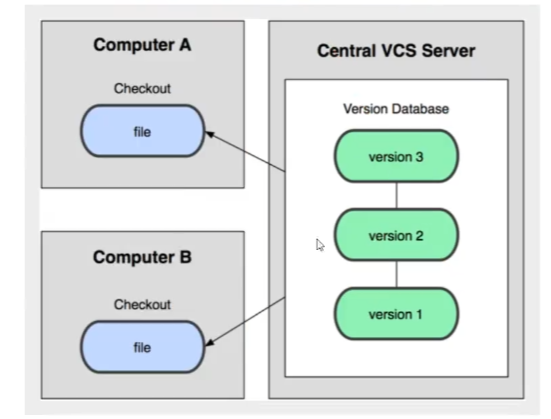 Computer A
Checkout
file
Computer B
Checkout
file
Central VCS Server
Version Database
version 3
version 2
version 1